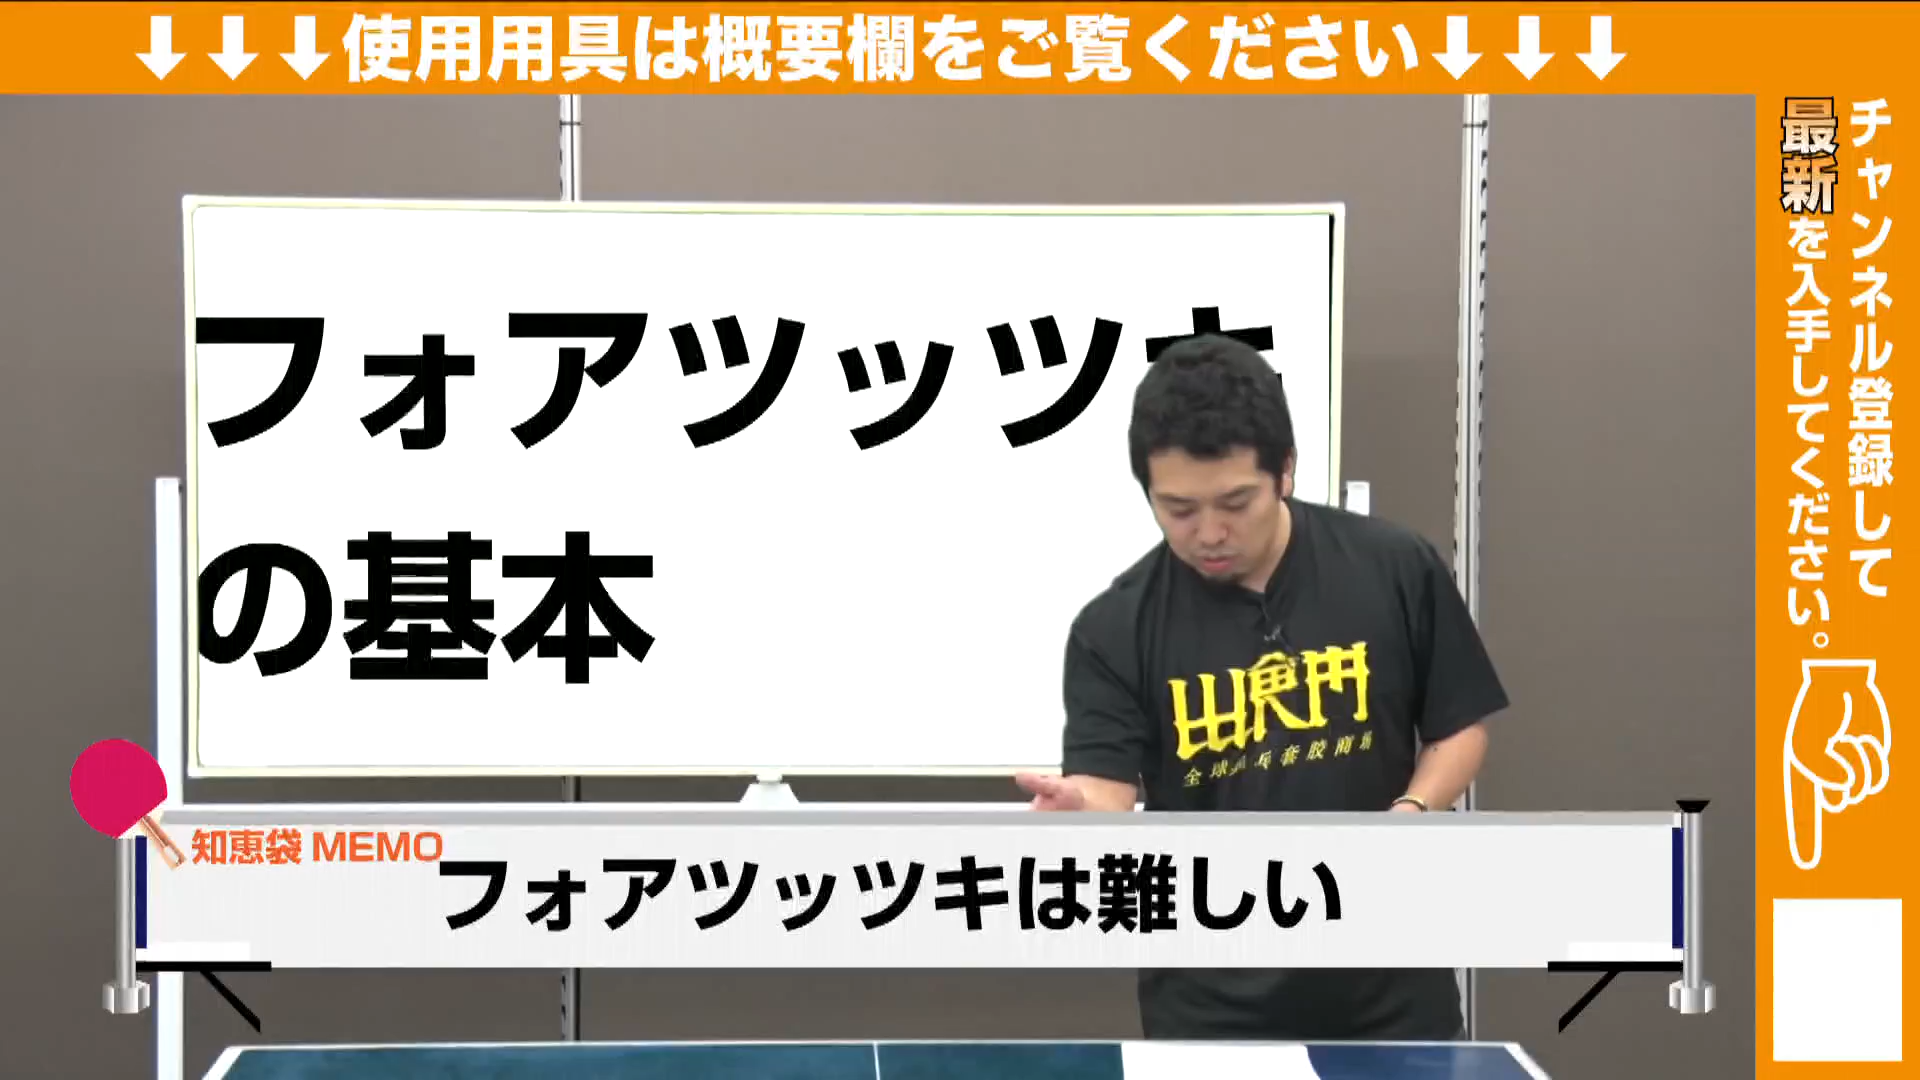 ↓↓↓使用用具は概要欄をご覧ください↓↓↓
チャンネル登録して
最新を入手してください。
フォアツッツキ
の基本
知恵袋 MEMO
フォアツッツキは難しい